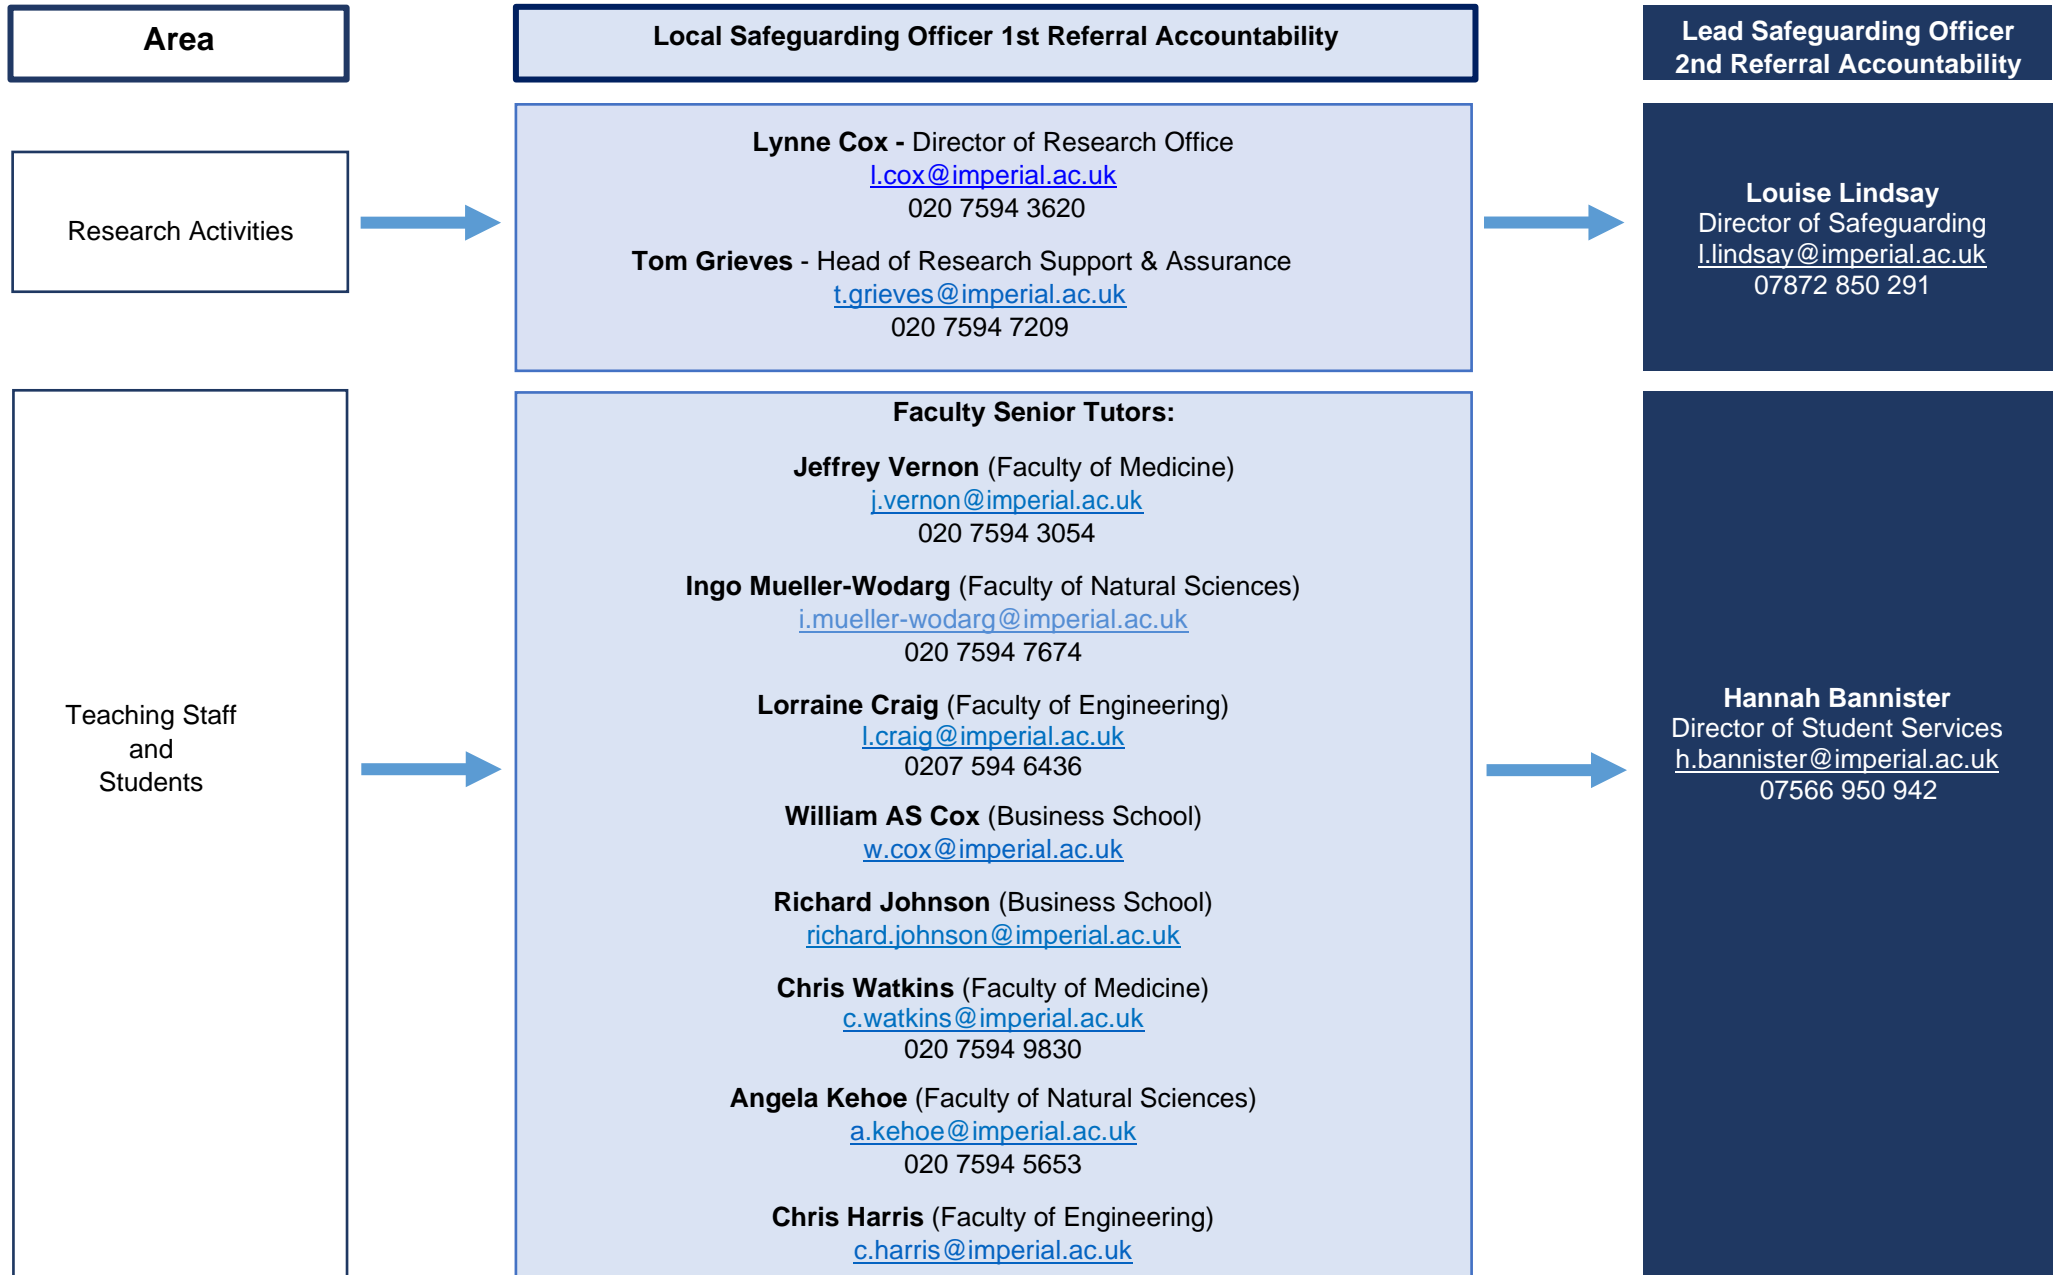 Area
Local Safeguarding Officer 1st Referral Accountability
Lead Safeguarding Officer
2nd Referral Accountability
Research Activities
Lynne Cox - Director of Research Office
l.cox@imperial.ac.uk
020 7594 3620
Tom Grieves - Head of Research Support & Assurance
t.grieves@imperial.ac.uk
020 7594 7209
Louise Lindsay
Director of Safeguarding
l.lindsay@imperial.ac.uk
07872 850 291
Teaching Staff
and
Students
Faculty Senior Tutors:
Jeffrey Vernon (Faculty of Medicine)
j.vernon@imperial.ac.uk
020 7594 3054
Ingo Mueller-Wodarg (Faculty of Natural Sciences)
i.mueller-wodarg@imperial.ac.uk
020 7594 7674
Lorraine Craig (Faculty of Engineering)
l.craig@imperial.ac.uk
0207 594 6436
William AS Cox (Business School)
w.cox@imperial.ac.uk
Richard Johnson (Business School)
richard.johnson@imperial.ac.uk
Chris Watkins (Faculty of Medicine)
c.watkins@imperial.ac.uk
020 7594 9830
Angela Kehoe (Faculty of Natural Sciences)
a.kehoe@imperial.ac.uk
020 7594 5653
Chris Harris (Faculty of Engineering)
c.harris@imperial.ac.uk
Hannah Bannister
Director of Student Services
h.bannister@imperial.ac.uk
07566 950 942